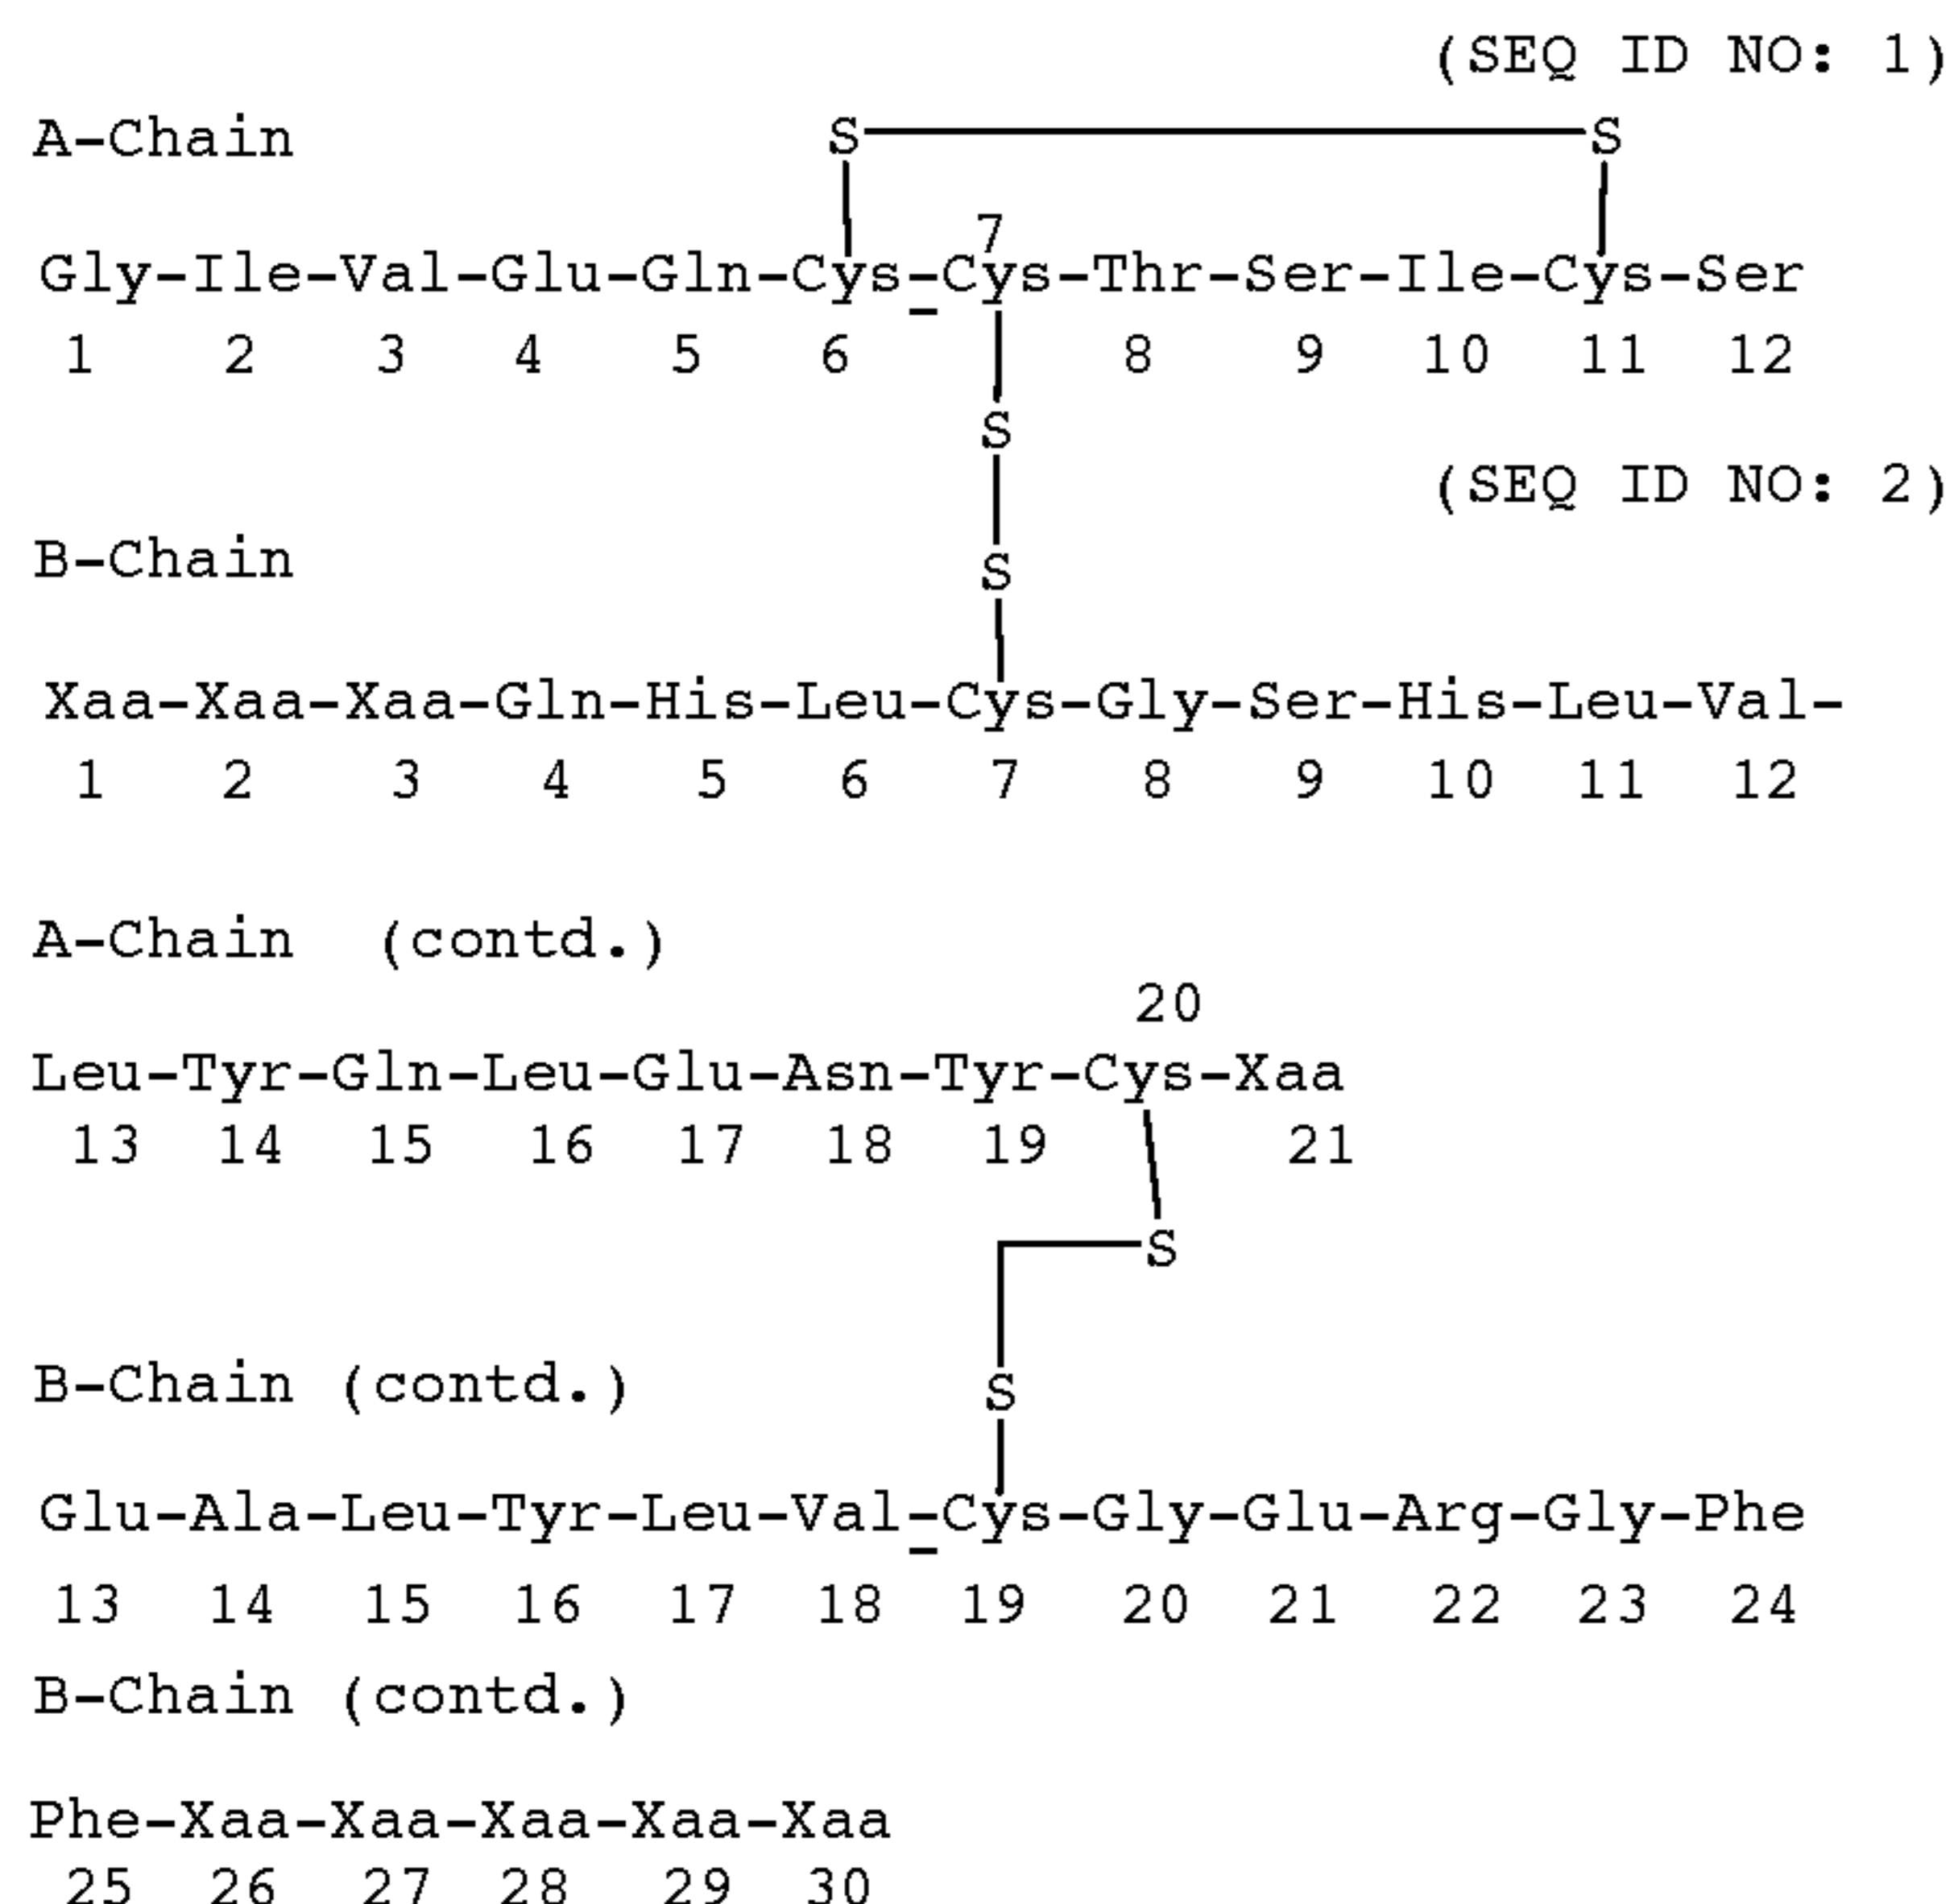 (SEQ ID NO: 1)
A-Chain S S
7
Gly-Ile-Val-Glu-Gln-Cys-Cys-Thr-Ser-Ile-Cys-Ser
1 2 3 4 5 6 8 9 10 11 12
S
(SEQ ID NO: 2)
B-Chain S
Xaa-Xaa-Xaa-Gln-His-Leu-Cys-Gly-Ser-His-Leu-Val-
1 2 3 4 5 6 7 8 9 10 11 12
A-Chain (contd.)
20
Leu-Tyr-Gln-Leu-Glu-Asn-Tyr-Cys-Xaa
13 14 15 16 17 18 19 21
S
B-Chain (contd.) S
Glu-Ala-Leu-Tyr-Leu-Val-Cys-Gly-Glu-Arg-Gly-Phe
13 14 15 16 17 18 19 20 21 22 23 24
B-Chain (contd.)
Phe-Xaa-Xaa-Xaa-Xaa-Xaa
25 26 27 28 29 30